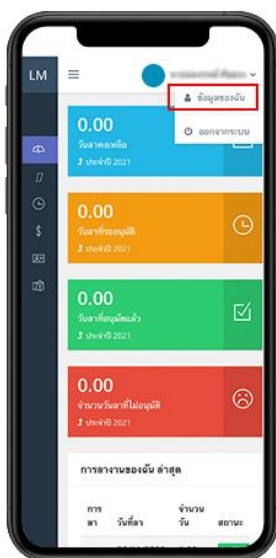 LM
ข้อมูลของฉัน
ออกจากระบบ
0.00
วันลาคงเหลือ
ประจำปี 2021
0.00
วันลาที่รออนุมัติ
ประจำปี 2021
0.00
วันลาที่อนุมัติแล้ว
ประจำปี 2021
0.00
จำนวนวันลาที่ไม่อนุมัติ
ประจำปี 2021
การลางานของฉัน ล่าสุด
การลา วันที่ลา จำนวนวัน สถานะ